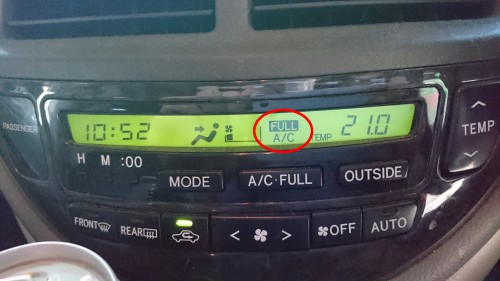 FULL
10:52 A/C TEMP 21.0
PASSENGER
TEMP
H M :00
MODE A/C·FULL OUTSIDE
FRONT REAR < > OFF AUTO